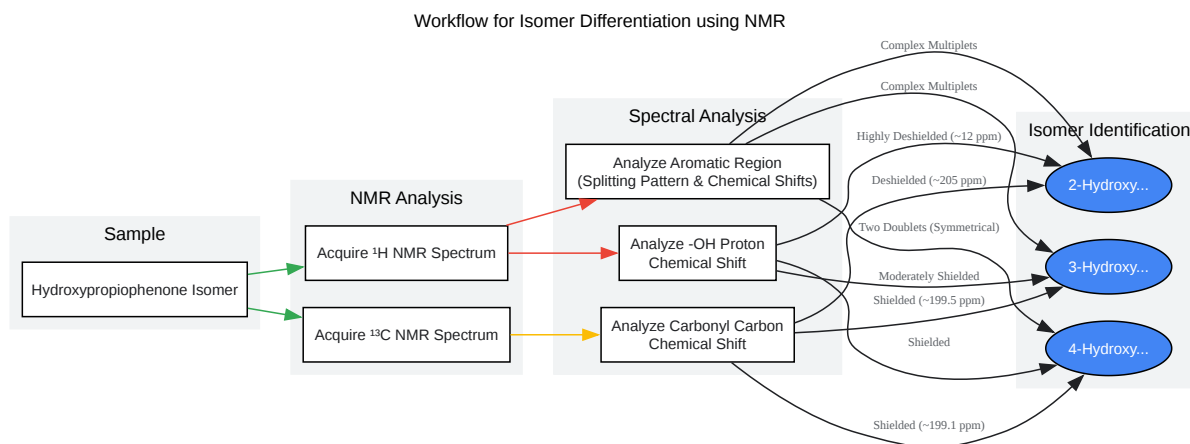 Workflow for Isomer Differentiation using NMR
Sample
Hydroxypropiophenone Isomer
NMR Analysis
Acquire ¹H NMR Spectrum
Acquire ¹³C NMR Spectrum
Spectral Analysis
Analyze Aromatic Region
(Splitting Pattern & Chemical Shifts)
Analyze -OH Proton
Chemical Shift
Analyze Carbonyl Carbon
Chemical Shift
Complex Multiplets
Complex Multiplets
Highly Deshielded (~12 ppm)
Deshielded (~205 ppm)
Two Doublets (Symmetrical)
Moderately Shielded
Shielded (~199.5 ppm)
Shielded
Shielded (~199.1 ppm)
Isomer Identification
2-Hydroxy...
3-Hydroxy...
4-Hydroxy...